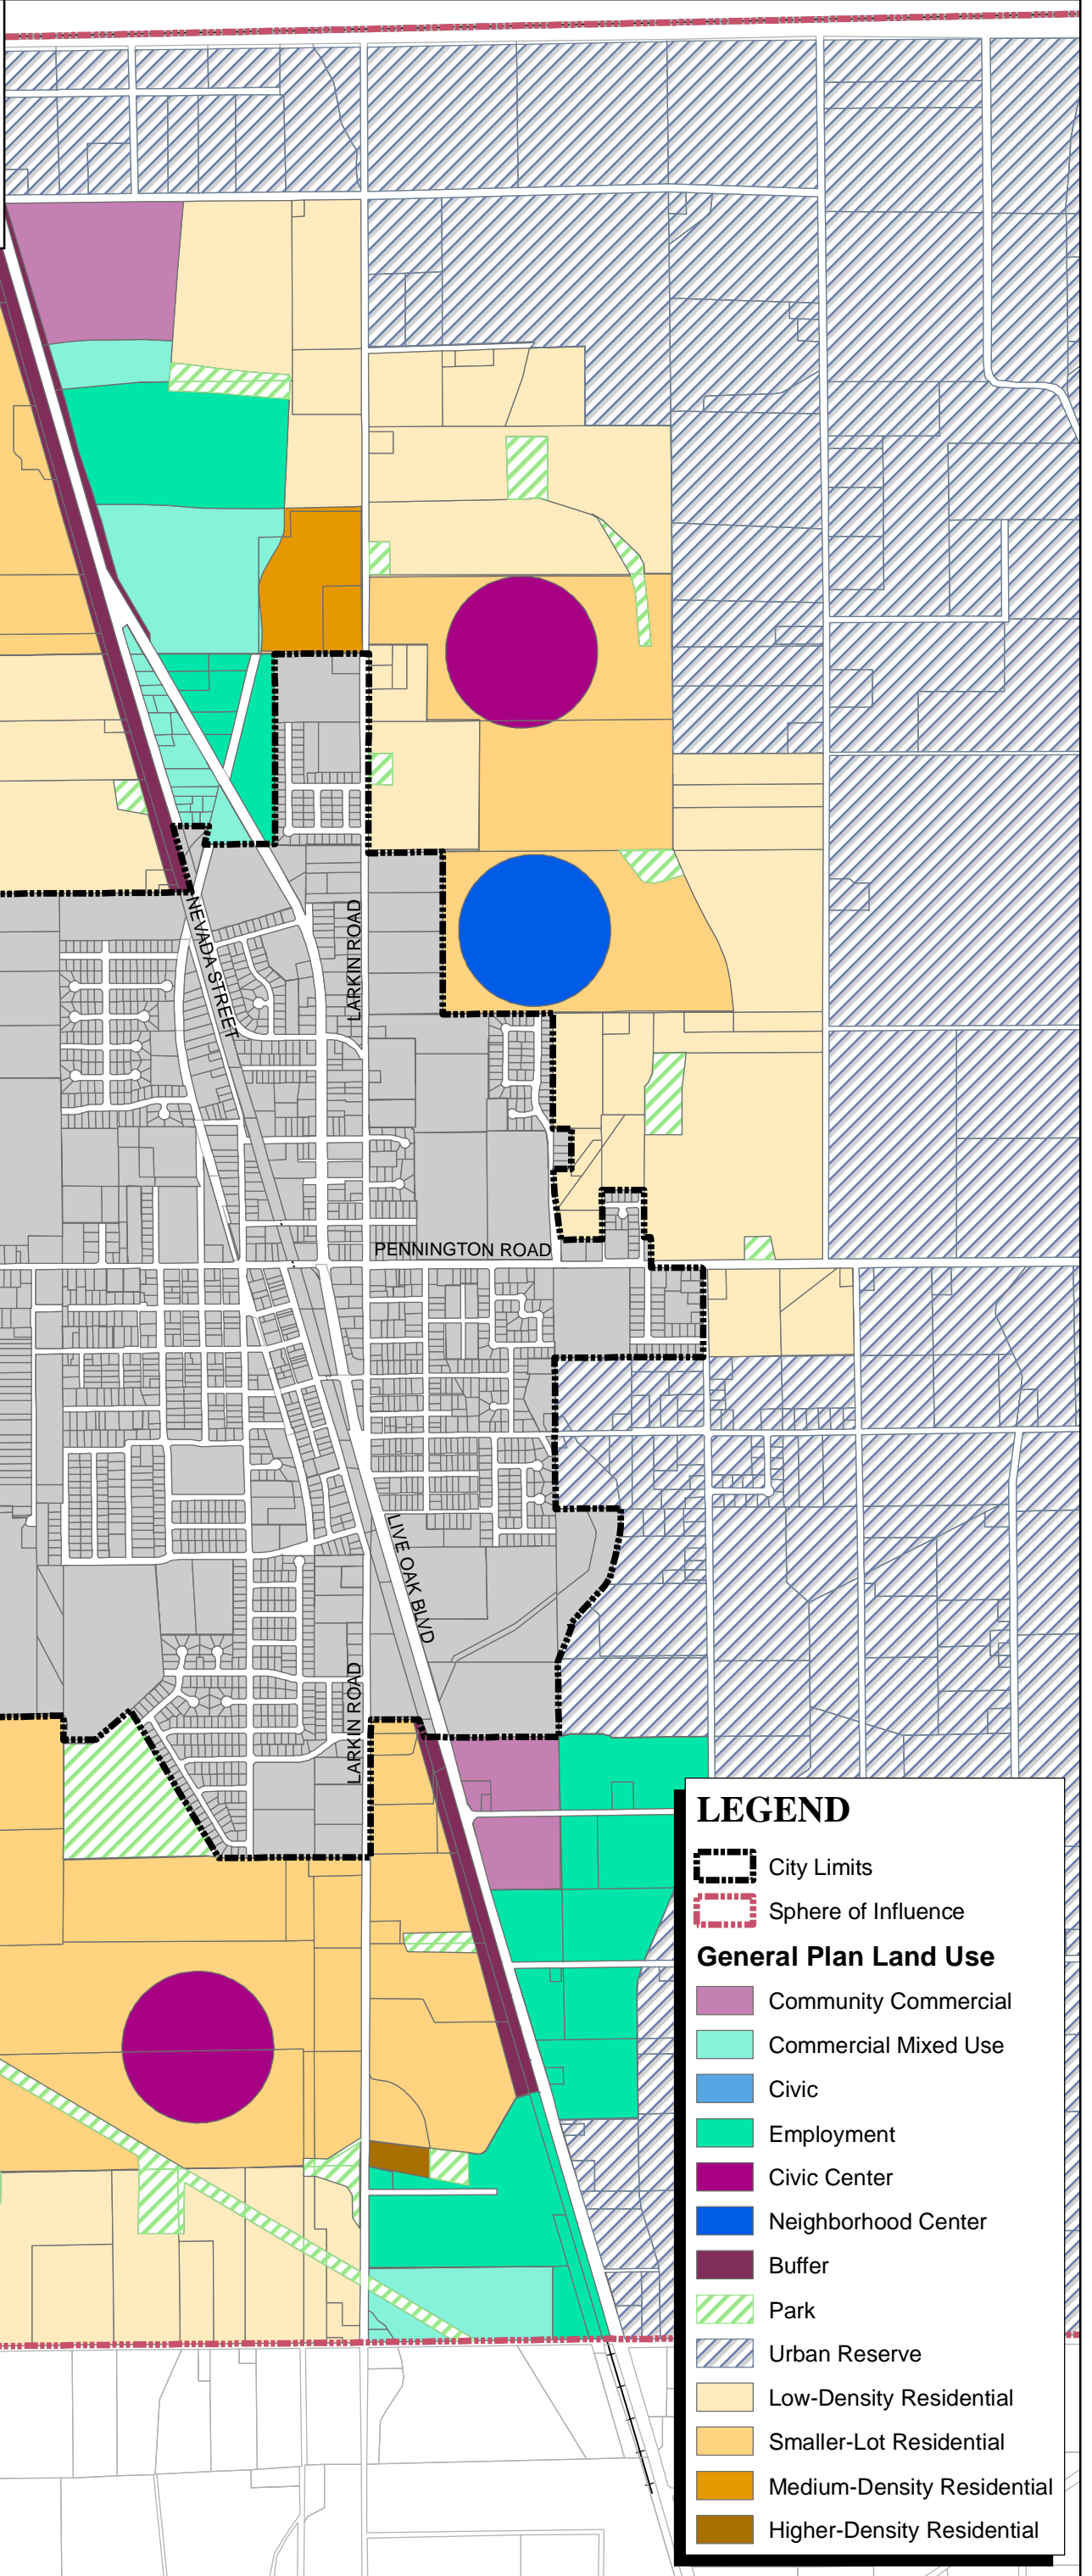 NEVADA STREET
LARKIN ROAD
PENNINGTON ROAD
LIVE OAK BLVD
LARKIN ROAD
LEGEND
City Limits
Sphere of Influence
General Plan Land Use
Community Commercial
Commercial Mixed Use
Civic
Employment
Civic Center
Neighborhood Center
Buffer
Park
Urban Reserve
Low-Density Residential
Smaller-Lot Residential
Medium-Density Residential
Higher-Density Residential